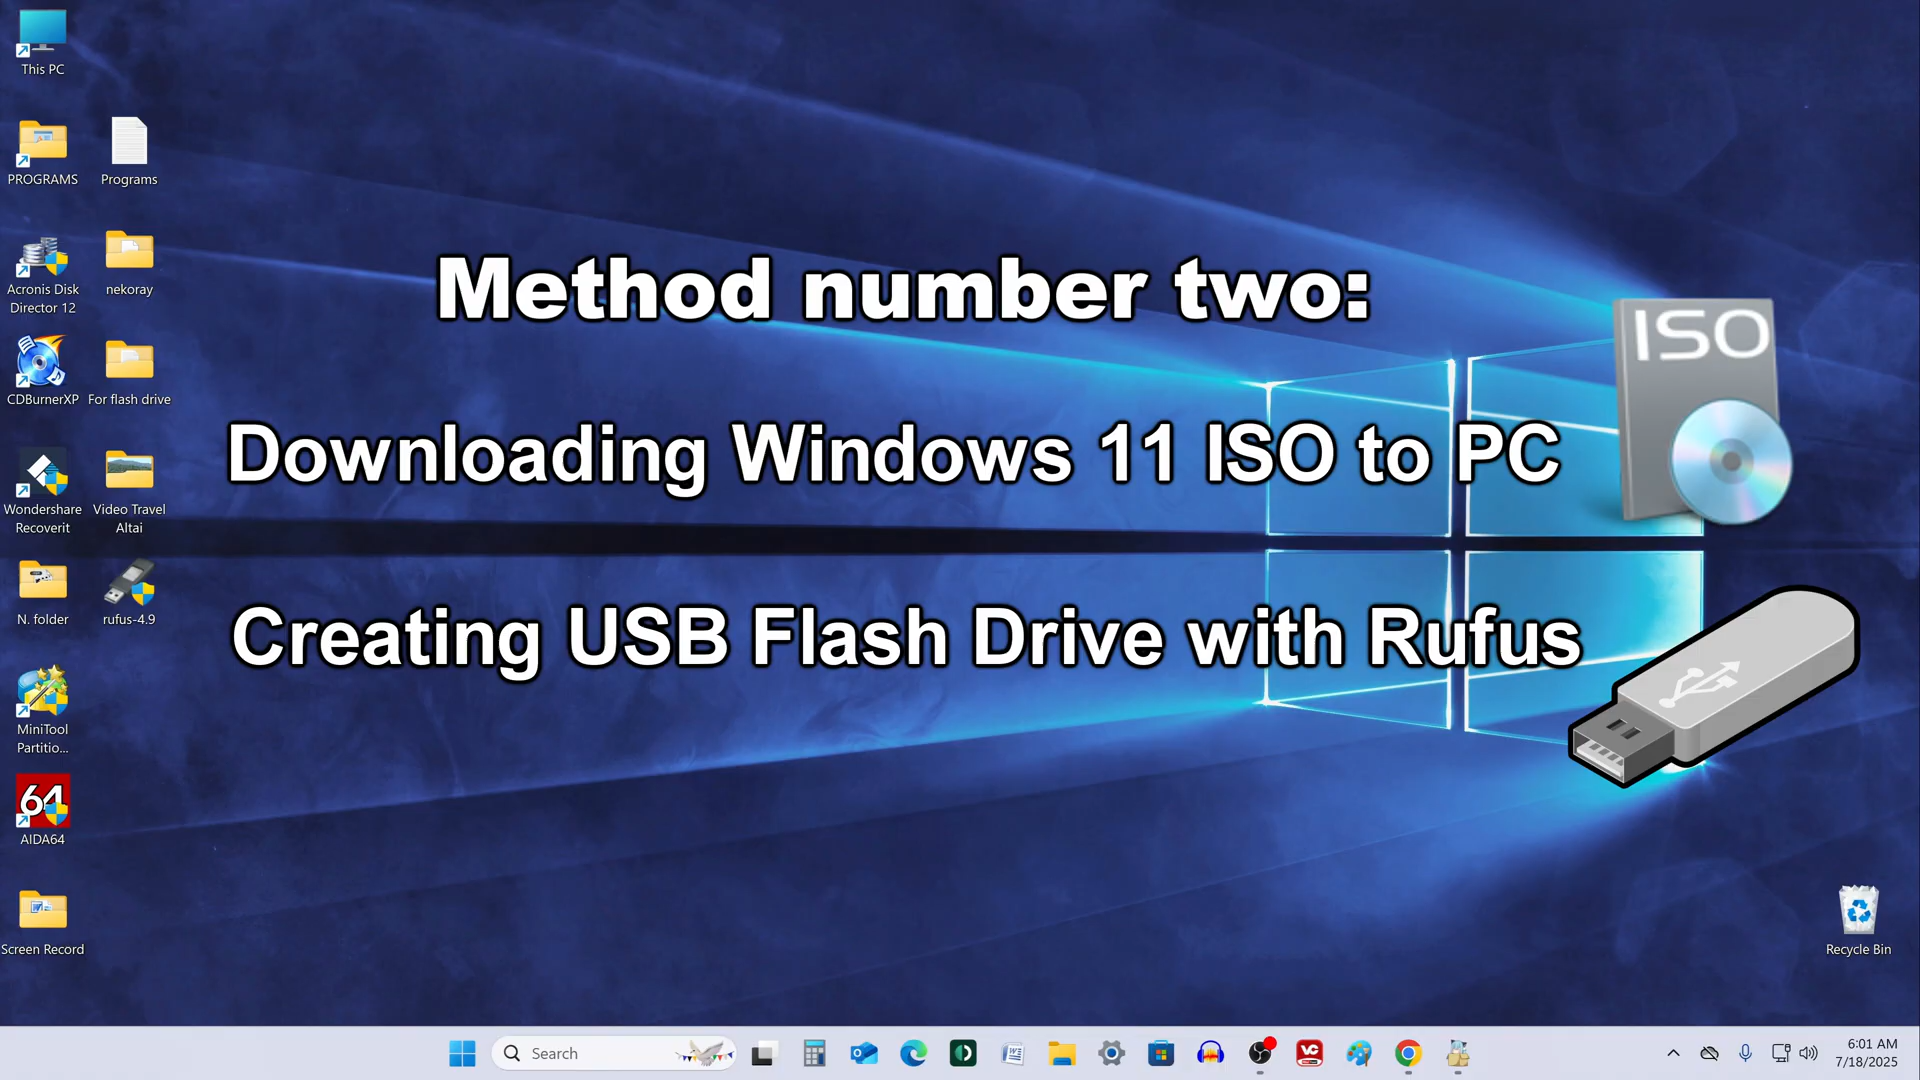 This PC
PROGRAMS
Programs
Acronis Disk
Director 12
nekoray
CDBurnerXP
For flash drive
Wondershare
Recoverit
Video Travel
Altai
N. folder
rufus-4.9
MiniTool
Partitio...
64
AIDA64
Screen Record
Method number two:
Downloading Windows 11 ISO to PC
Creating USB Flash Drive with Rufus
ISO
Recycle Bin
Search
VC
6:01 AM
7/18/2025